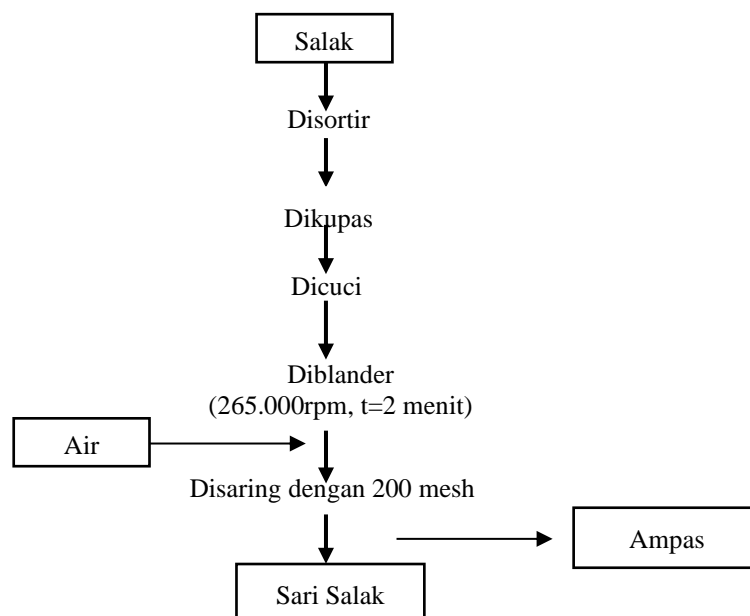 Salak
Disortir
Dikupas
Dicuci
Diblander
(265.000rpm, t=2 menit)
Air
Disaring dengan 200 mesh
Ampas
Sari Salak